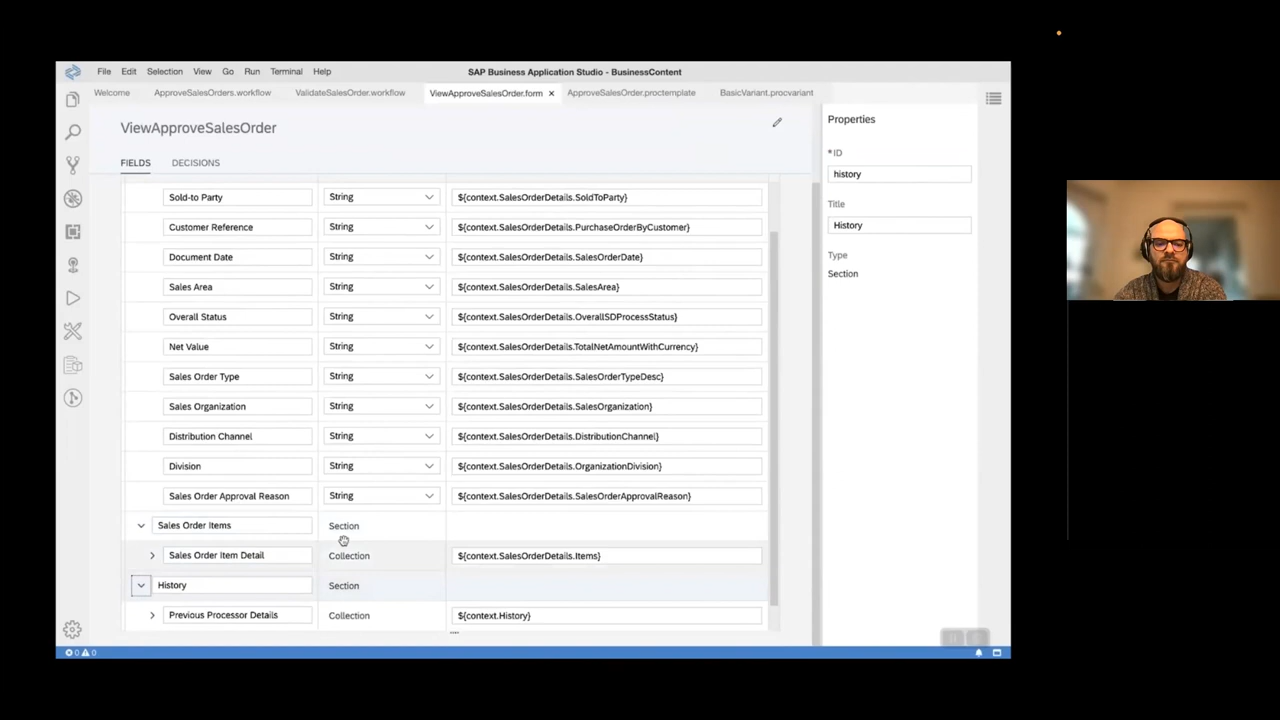 File Edit Selection View Go Run Terminal Help SAP Business Application Studio - BusinessContent
Welcome ApproveSalesOrders.workflow ValidateSalesOrder.workflow ViewApproveSalesOrder.form × ApproveSalesOrder.proctemplate BasicVariant.procvariant
ViewApproveSalesOrder
FIELDS DECISIONS
Sold-to Party String ${context.SalesOrderDetails.SoldToParty}
Customer Reference String ${context.SalesOrderDetails.PurchaseOrderByCustomer}
Document Date String ${context.SalesOrderDetails.SalesOrderDate}
Sales Area String ${context.SalesOrderDetails.SalesArea}
Overall Status String ${context.SalesOrderDetails.OverallSDProcessStatus}
Net Value String ${context.SalesOrderDetails.TotalNetAmountWithCurrency}
Sales Order Type String ${context.SalesOrderDetails.SalesOrderTypeDesc}
Sales Organization String ${context.SalesOrderDetails.SalesOrganization}
Distribution Channel String ${context.SalesOrderDetails.DistributionChannel}
Division String ${context.SalesOrderDetails.OrganizationDivision}
Sales Order Approval Reason String ${context.SalesOrderDetails.SalesOrderApprovalReason}
Sales Order Items Section
Sales Order Item Detail Collection ${context.SalesOrderDetails.Items}
History Section
Previous Processor Details Collection ${context.History}
Properties
*ID
history
Title
History
Type
Section
0 0